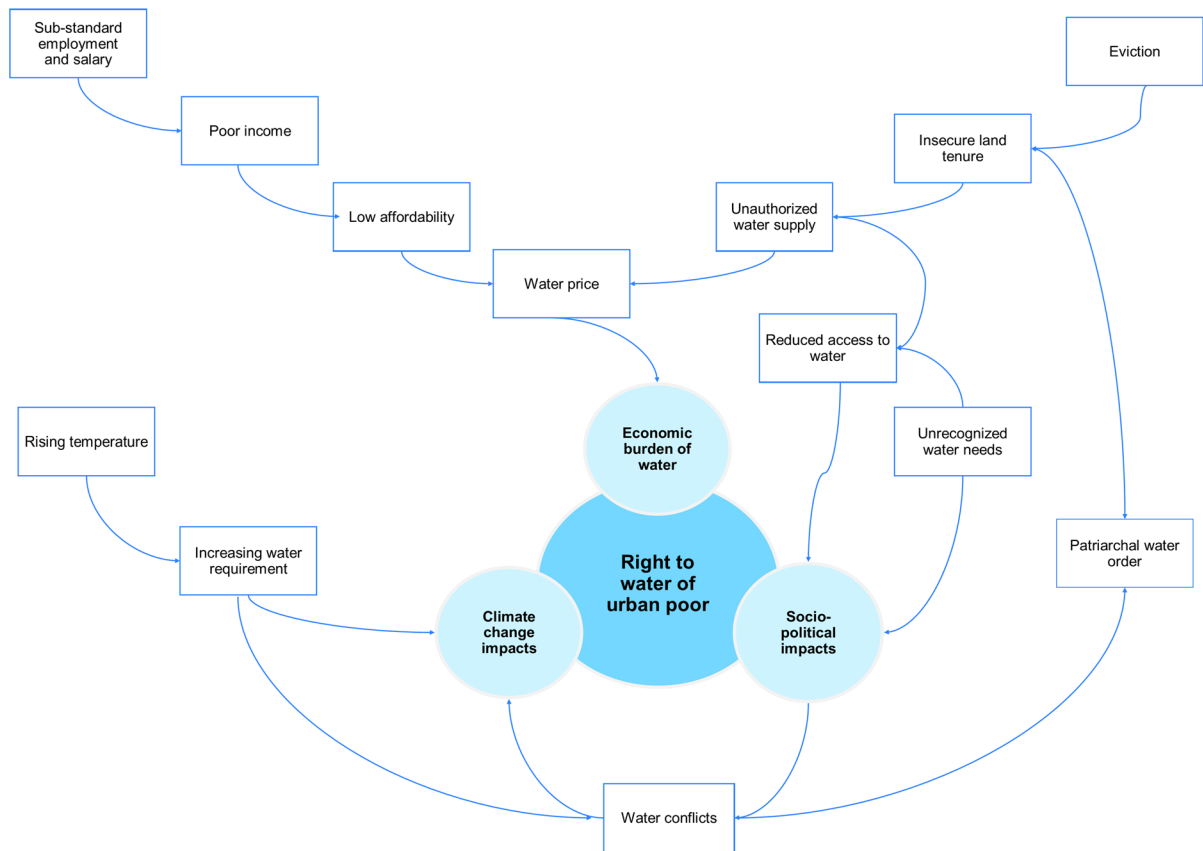 Sub-standard
employment
and salary
Eviction
Poor income
Insecure land
tenure
Low affordability
Unauthorized
water supply
Water price
Reduced access to
water
Rising temperature
Economic
burden of
water
Unrecognized
water needs
Increasing water
requirement
Right to
water of
urban poor
Patriarchal water
order
Climate
change
impacts
Socio-
political
impacts
Water conflicts